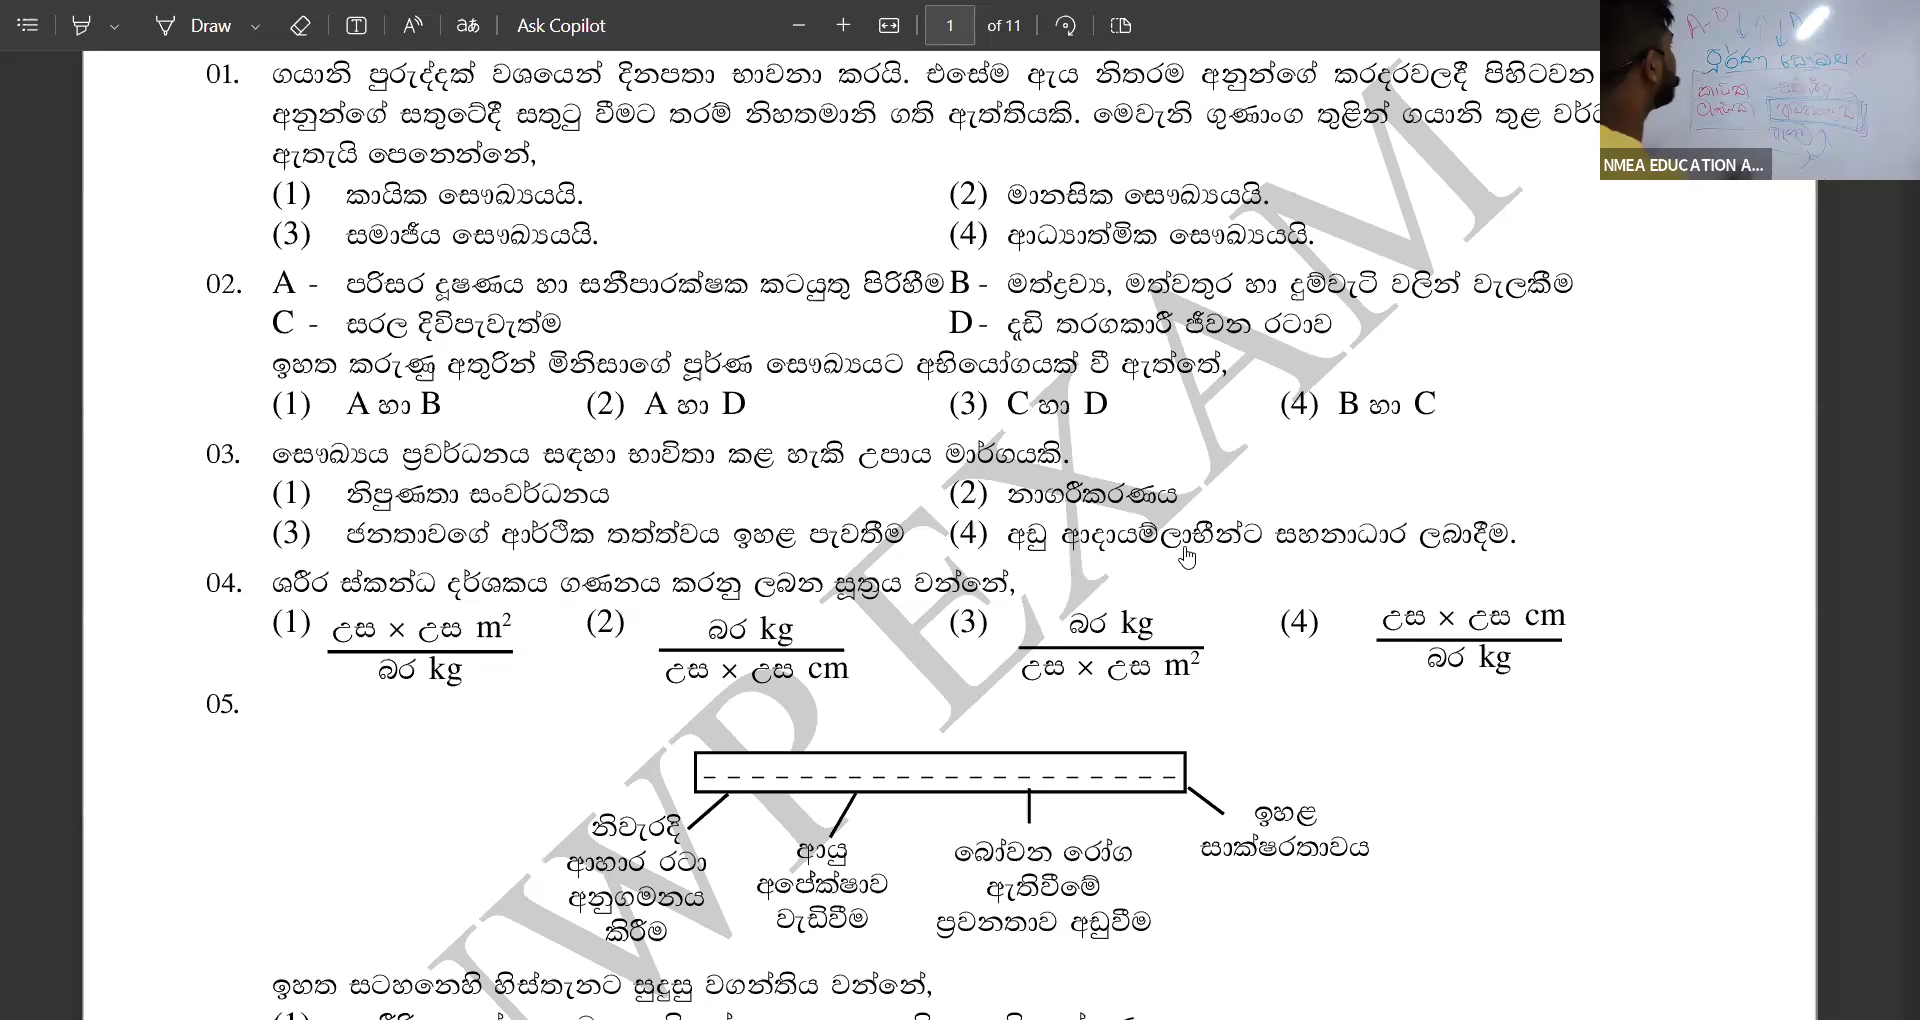 Draw
Ask Copilot
1 of 11
NMEA EDUCATION A...
01. ගයානි පුරුද්දක් වශයෙන් දිනපතා භාවනා කරයි. එසේම ඇය නිතරම අනුන්ගේ කරදරවලදී පිහිටවන
අනුන්ගේ සතුටේදී සතුටු වීමට තරම් නිහතමානි ගති ඇත්තියකි. මෙවැනි ගුණාංග තුළින් ගයානි තුළ
ඇතැයි පෙනෙන්නේ,
(1) කායික සෞඛ්‍යයයි. (2) මානසික සෞඛ්‍යයයි.
(3) සමාජීය සෞඛ්‍යයයි. (4) ආධ්‍යාත්මික සෞඛ්‍යයයි.
02. A - පරිසර දූෂණය හා සනීපාරක්ෂක කටයුතු පිරිහීම B - මත්ද්‍රව්‍ය, මත්වතුර හා දුම්වැටි වලින් වැලකීම
C - සරල දිවිපැවැත්ම D - දැඩි තරගකාරී ජීවන රටාව
ඉහත කරුණු අතුරින් මිනිසාගේ පූර්ණ සෞඛ්‍යයට අභියෝගයක් වී ඇත්තේ,
(1) A හා B (2) A හා D (3) C හා D (4) B හා C
03. සෞඛ්‍යය ප්‍රවර්ධනය සඳහා භාවිතා කළ හැකි උපාය මාර්ගයකි.
(1) නිපුණතා සංවර්ධනය (2) නාගරීකරණය
(3) ජනතාවගේ ආර්ථික තත්ත්වය ඉහළ පැවතීම (4) අඩු ආදායම්ලාභීන්ට සහනාධාර ලබාදීම.
04. ශරීර ස්කන්ධ දර්ශකය ගණනය කරනු ලබන සූත්‍රය වන්නේ,
(1) උස × උස m² (2) බර kg (3) බර kg (4) උස × උස cm
බර kg උස × උස cm උස × උස m² බර kg
05.
නිවැරදි
ආහාර රටා
අනුගමනය
කිරීම
ආයු
අපේක්ෂාව
වැඩිවීම
බෝවන රෝග
ඇතිවීමේ
ප්‍රවනතාව අඩුවීම
ඉහළ
සාක්ෂරතාවය
ඉහත සටහනෙහි හිස්තැනට සුදුසු වගන්තිය වන්නේ,
WP EXAM